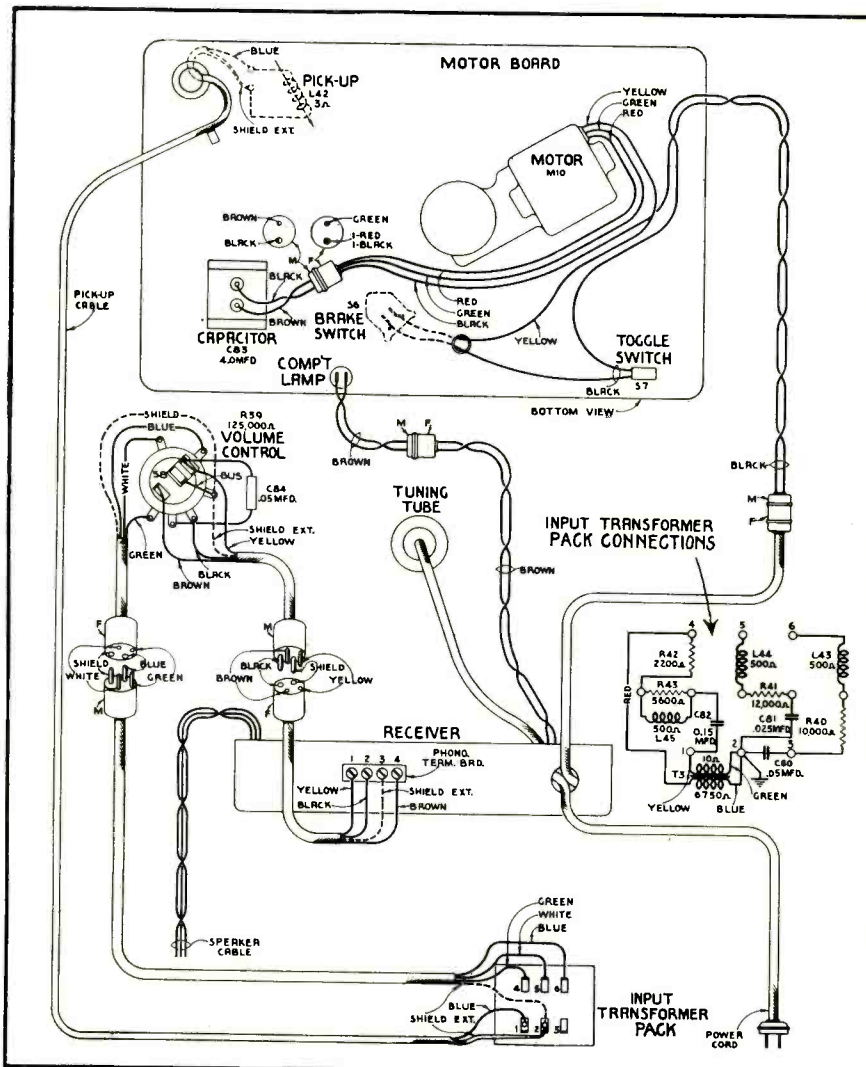 BLUE
MOTOR BOARD
PICK-UP
L42
3Ω
SHIELD EXT.
YELLOW
GREEN
RED
MOTOR
M10
BROWN
BLACK
GREEN
1-RED
1-BLACK
M
F
BLACK
BROWN
CAPACITOR
C83
4.0MFD
PICK-UP
CABLE
S6
BRAKE
SWITCH
RED
GREEN
BLACK
YELLOW
TOGGLE
SWITCH
S7
BLACK
BOTTOM VIEW
COMP'T
LAMP
M
F
BROWN
BROWN
SHIELD
BLUE
WHITE
R59
125,000Ω
VOLUME
CONTROL
S8
BUS
C84
.05MFD.
SHIELD EXT.
YELLOW
GREEN
BLACK
BROWN
TUNING
TUBE
BLACK
M
F
INPUT TRANSFORMER
PACK CONNECTIONS
F
SHIELD
WHITE
BLUE
GREEN
M
M
BLACK
BROWN
SHIELD
YELLOW
F
4
5
6
R42
2200Ω
L44
500Ω
L43
500Ω
RED
R43
5600Ω
R41
12,000Ω
C82
0.15
MFD.
C81
.025MFD
R40
10,000Ω
500Ω
L45
1
2
3
10Ω
C80
.05MFD.
T3
6750Ω
YELLOW
BLUE
GREEN
RECEIVER
PHONO.
TERM. BRD.
1 2 3 4
YELLOW
BLACK
SHIELD EXT.
BROWN
SPEAKER
CABLE
GREEN
WHITE
BLUE
4 5 6
BLUE
SHIELD EXT.
1 2 3
INPUT
TRANSFORMER
PACK
POWER
CORD